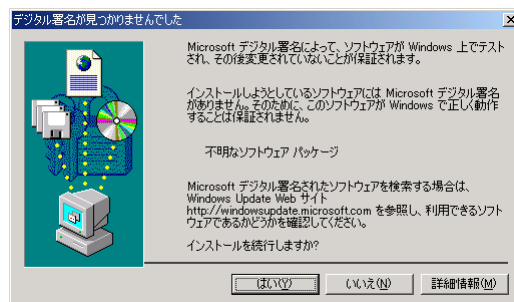 デジタル署名が見つかりませんでした
Microsoft デジタル署名によって、ソフトウェアが Windows 上でテスト
され、その後変更されていないことが保証されます。
インストールしようとしているソフトウェアには Microsoft デジタル署名
がありません。そのために、このソフトウェアが Windows で正しく動作
することは保証されません。
不明なソフトウェア パッケージ
Microsoft デジタル署名されたソフトウェアを検索する場合は、
Windows Update Web サイト
http://windowsupdate.microsoft.com を参照し、利用できるソフト
ウェアであるかどうかを確認してください。
インストールを続行しますか?
はい(Y) いいえ(N) 詳細情報(M)